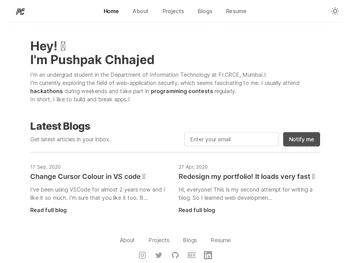 PC
Home About Projects Blogs Resume
Hey!
I'm Pushpak Chhajed
I'm an undergrad student in the Department of Information Technology at Fr.CRCE, Mumbai.
I'm currently exploring the field of web-application security, which seems fascinating to me. I usually attend
hackathons during weekends and take part in programming contests regularly.
In short, I like to build and break apps.
Latest Blogs
Get latest articles in your inbox.
Enter your email
Notify me
17 Sep, 2020
Change Cursor Colour in VS code
I've been using VSCode for almost 2 years now and I
like it so much. I'm sure that you like it too. B...
Read full blog
27 Apr, 2020
Redesign my portfolio! It loads very fast
Hi, everyone! This is my second attempt for writing a
blog. So I learned web developmen...
Read full blog
About Projects Blogs Resume
DEV